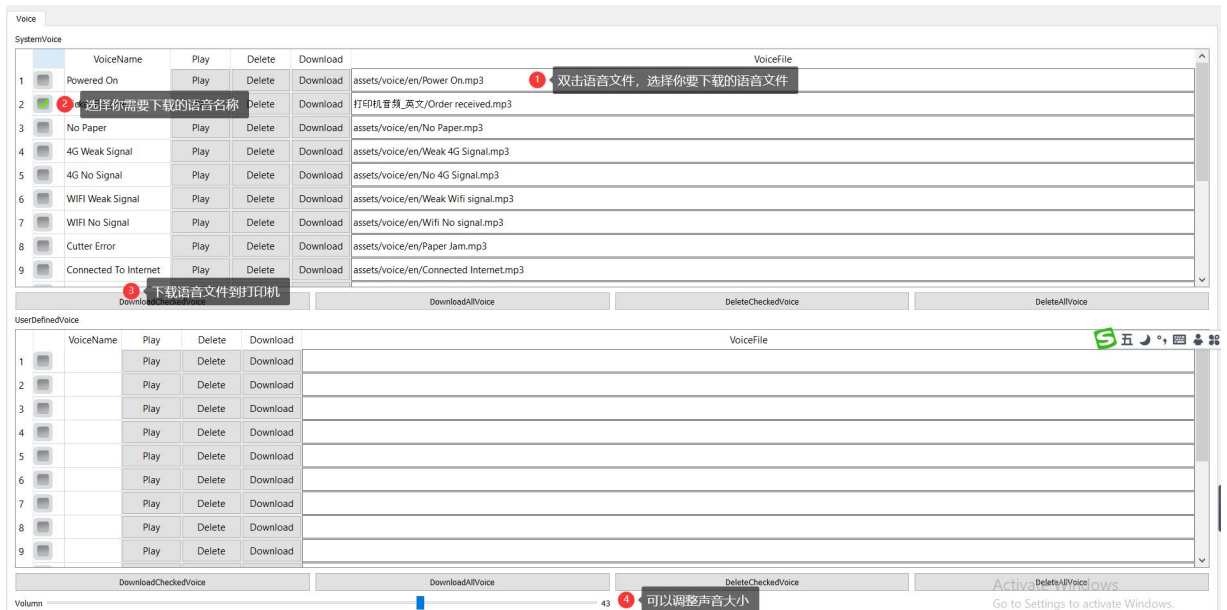 Voice
SystemVoice
VoiceName Play Delete Download VoiceFile
1 Powered On Play Delete Download assets/voice/en/Power On.mp3 1 双击语音文件，选择你要下载的语音文件
2 2 选择你需要下载的语音名称 Delete Download 打印机音频_英文/Order received.mp3
3 No Paper Play Delete Download assets/voice/en/No Paper.mp3
4 4G Weak Signal Play Delete Download assets/voice/en/Weak 4G Signal.mp3
5 4G No Signal Play Delete Download assets/voice/en/No 4G Signal.mp3
6 WIFI Weak Signal Play Delete Download assets/voice/en/Weak Wifi signal.mp3
7 WIFI No Signal Play Delete Download assets/voice/en/Wifi No signal.mp3
8 Cutter Error Play Delete Download assets/voice/en/Paper Jam.mp3
9 Connected To Internet Play Delete Download assets/voice/en/Connected Internet.mp3
3 下载语音文件到打印机
DownloadCheckedVoice DownloadAllVoice DeleteCheckedVoice DeleteAllVoice
UserDefinedVoice
VoiceName Play Delete Download VoiceFile
五
1 Play Delete Download
2 Play Delete Download
3 Play Delete Download
4 Play Delete Download
5 Play Delete Download
6 Play Delete Download
7 Play Delete Download
8 Play Delete Download
9 Play Delete Download
DownloadCheckedVoice DownloadAllVoice DeleteCheckedVoice DeleteAllVoice
Activate Windows
Volumn 43 4 可以调整声音大小
Go to Settings to activate Windows.